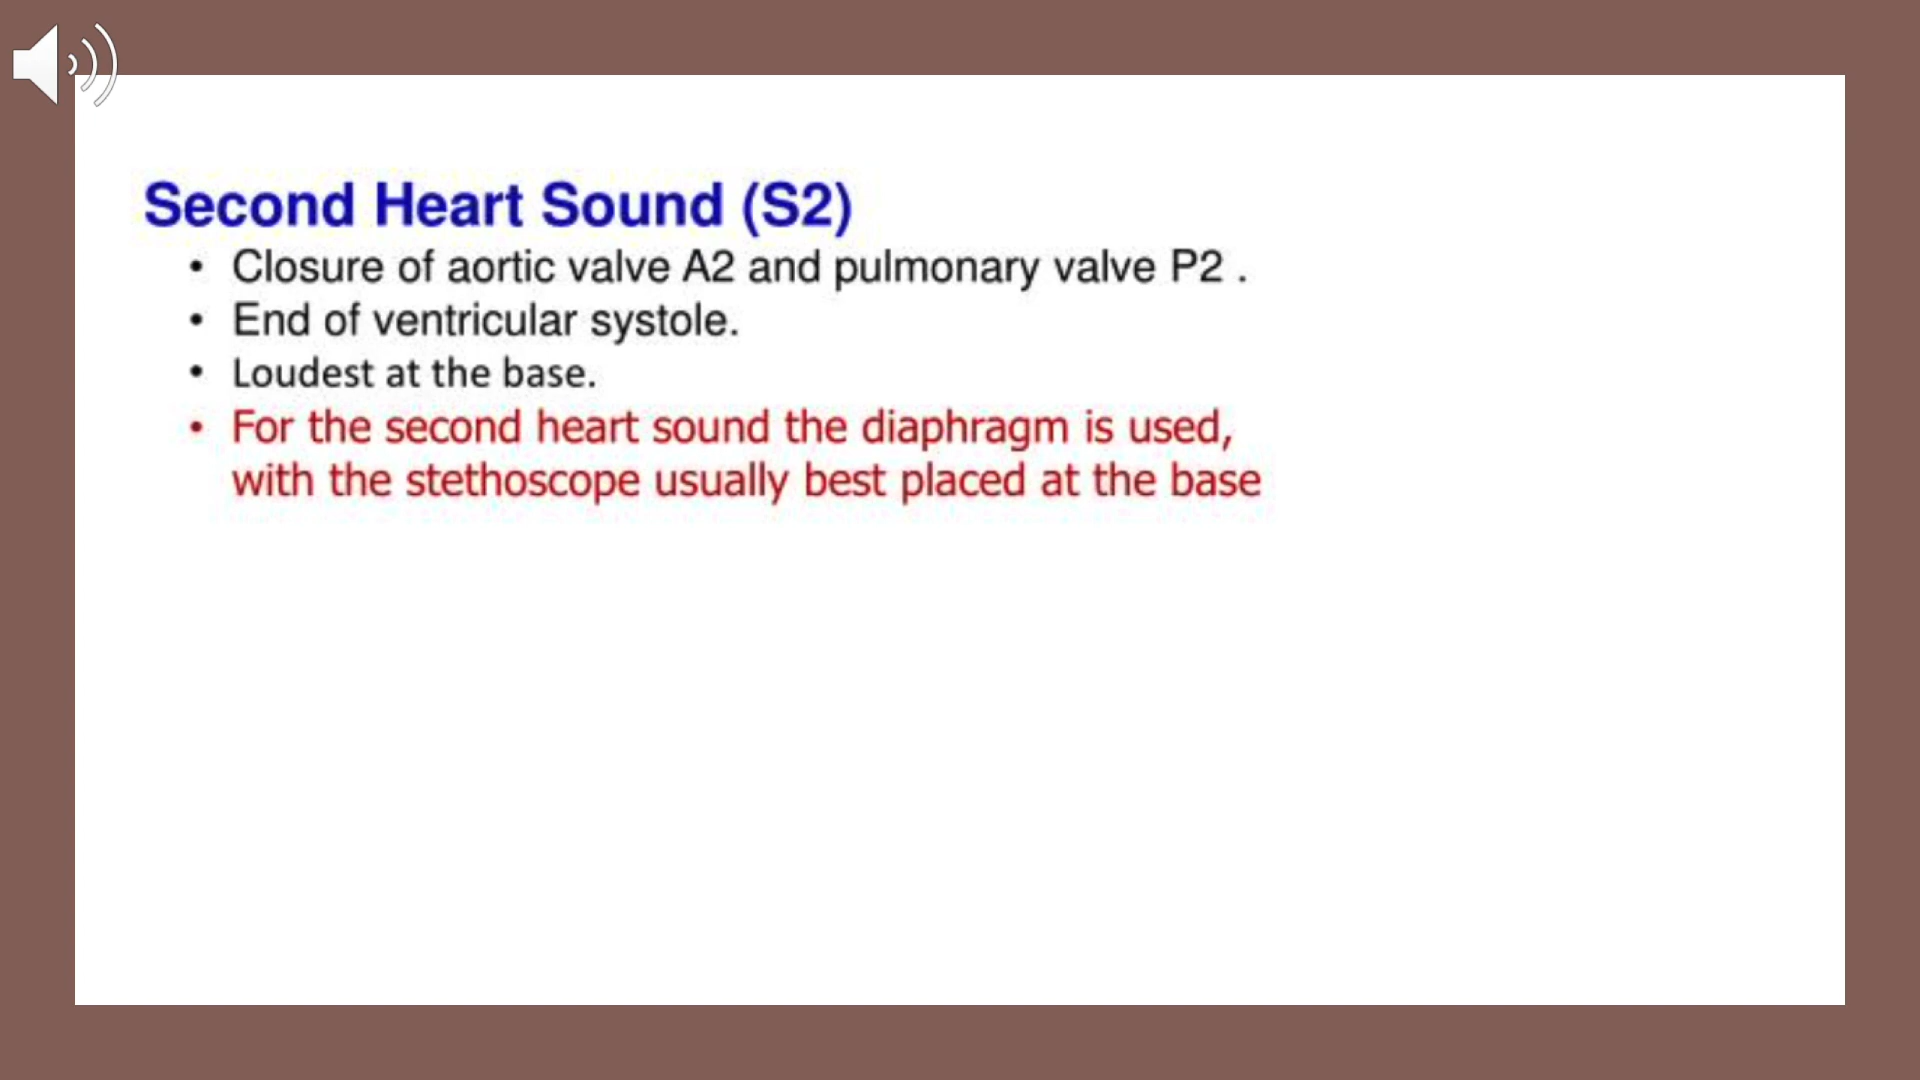 Second Heart Sound (S2)
• Closure of aortic valve A2 and pulmonary valve P2 .
• End of ventricular systole.
• Loudest at the base.
• For the second heart sound the diaphragm is used,
with the stethoscope usually best placed at the base